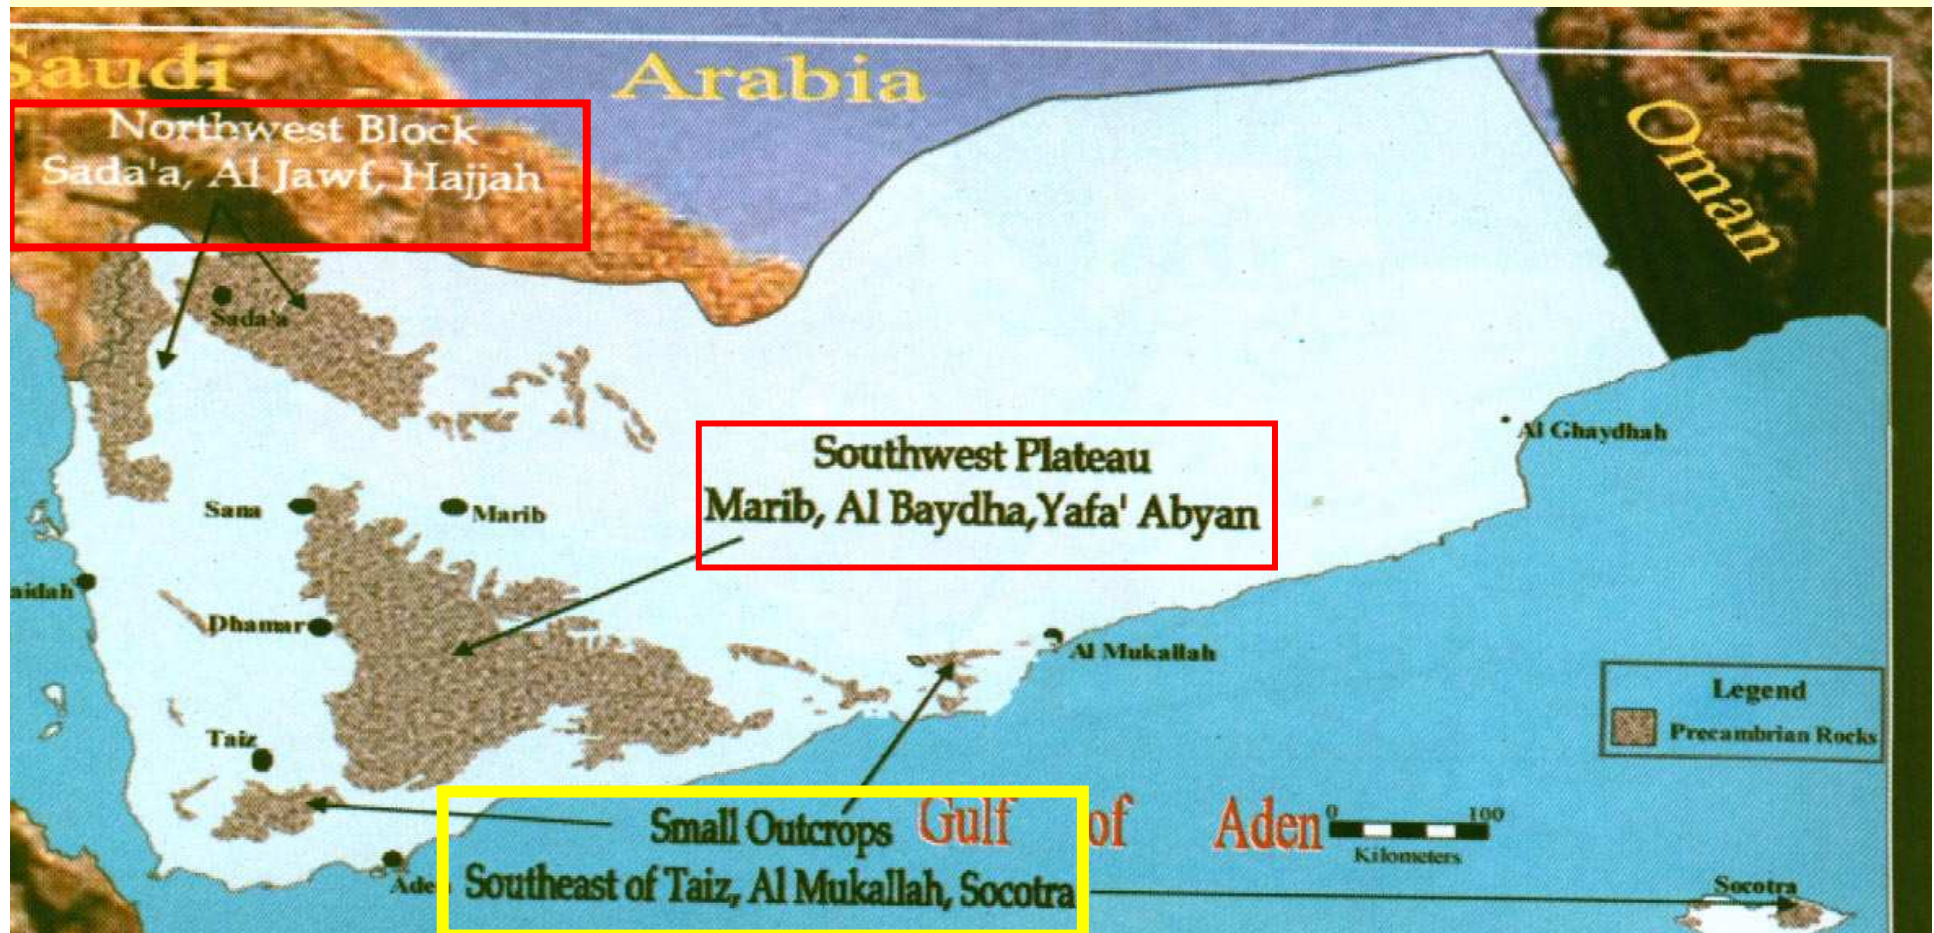 Saudi Arabia
Oman
Northwest Block
Sada'a, Al Jawf, Hajjah
Sada'a
Southwest Plateau
Marib, Al Baydha,Yafa' Abyan
Al Ghaydhah
Sana
Marib
aidah
Dhamar
Al Mukallah
Legend
Precambrian Rocks
Taiz
Small Outcrops
Southeast of Taiz, Al Mukallah, Socotra
Gulf of Aden
0 100
Kilometers
Aden
Socotra